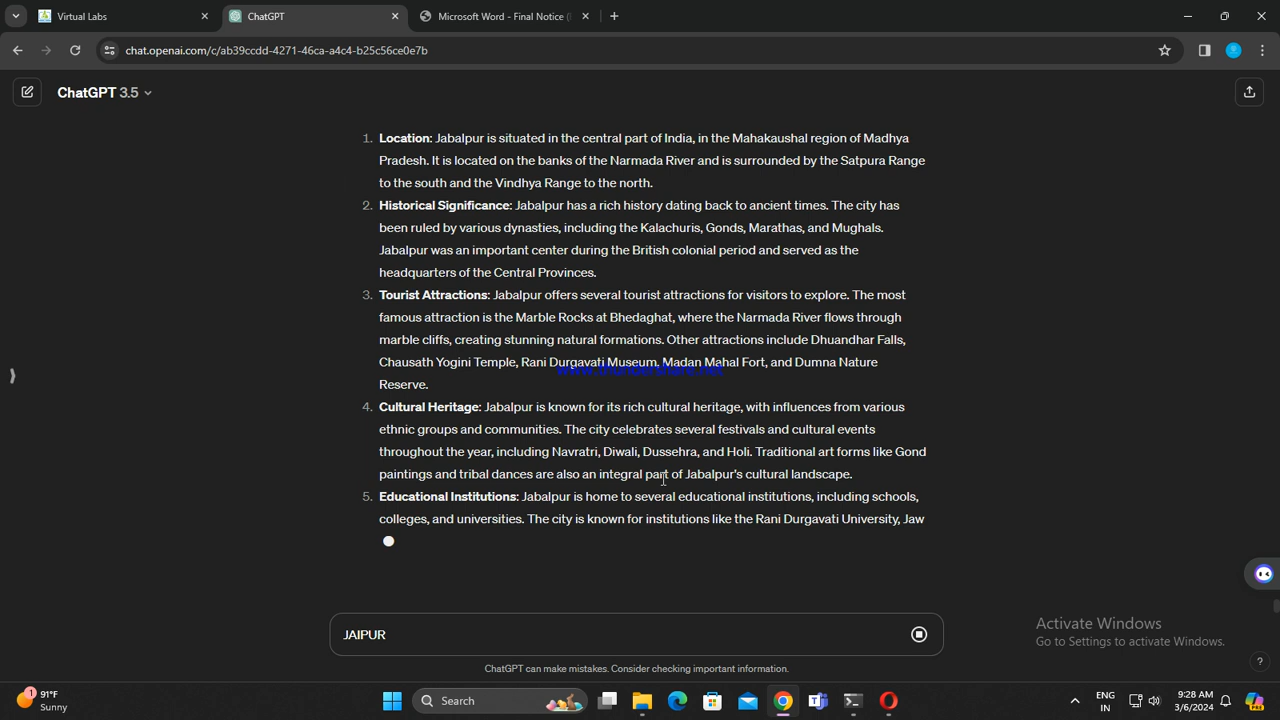 Virtual Labs
ChatGPT
Microsoft Word - Final Notice (
chat.openai.com/c/ab39ccdd-4271-46ca-a4c4-b25c56ce0e7b
ChatGPT 3.5
1. Location: Jabalpur is situated in the central part of India, in the Mahakaushal region of Madhya
Pradesh. It is located on the banks of the Narmada River and is surrounded by the Satpura Range
to the south and the Vindhya Range to the north.
2. Historical Significance: Jabalpur has a rich history dating back to ancient times. The city has
been ruled by various dynasties, including the Kalachuris, Gonds, Marathas, and Mughals.
Jabalpur was an important center during the British colonial period and served as the
headquarters of the Central Provinces.
3. Tourist Attractions: Jabalpur offers several tourist attractions for visitors to explore. The most
famous attraction is the Marble Rocks at Bhedaghat, where the Narmada River flows through
marble cliffs, creating stunning natural formations. Other attractions include Dhuandhar Falls,
Chausath Yogini Temple, Rani Durgavati Museum, Madan Mahal Fort, and Dumna Nature
www.thundershare.net
Reserve.
4. Cultural Heritage: Jabalpur is known for its rich cultural heritage, with influences from various
ethnic groups and communities. The city celebrates several festivals and cultural events
throughout the year, including Navratri, Diwali, Dussehra, and Holi. Traditional art forms like Gond
paintings and tribal dances are also an integral part of Jabalpur's cultural landscape.
5. Educational Institutions: Jabalpur is home to several educational institutions, including schools,
colleges, and universities. The city is known for institutions like the Rani Durgavati University, Jaw
JAIPUR
ChatGPT can make mistakes. Consider checking important information.
?
Activate Windows
Go to Settings to activate Windows.
1
91°F
Sunny
Search
ENG
IN
9:28 AM
3/6/2024